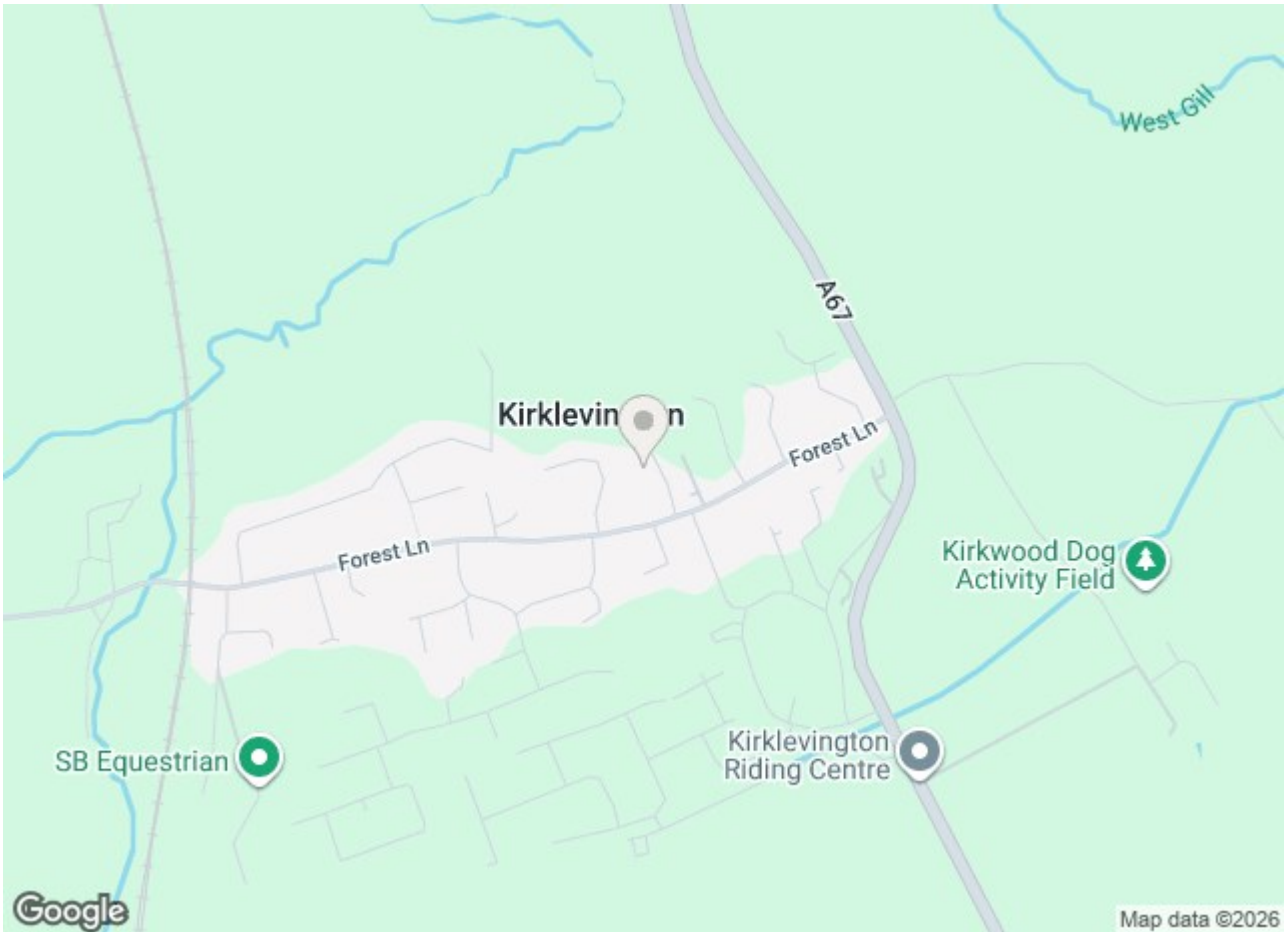 West Gill
A67
Kirklevin n
Forest Ln
Forest Ln
Kirkwood Dog
Activity Field
Kirklevington
Riding Centre
SB Equestrian
Google
Map data ©2026